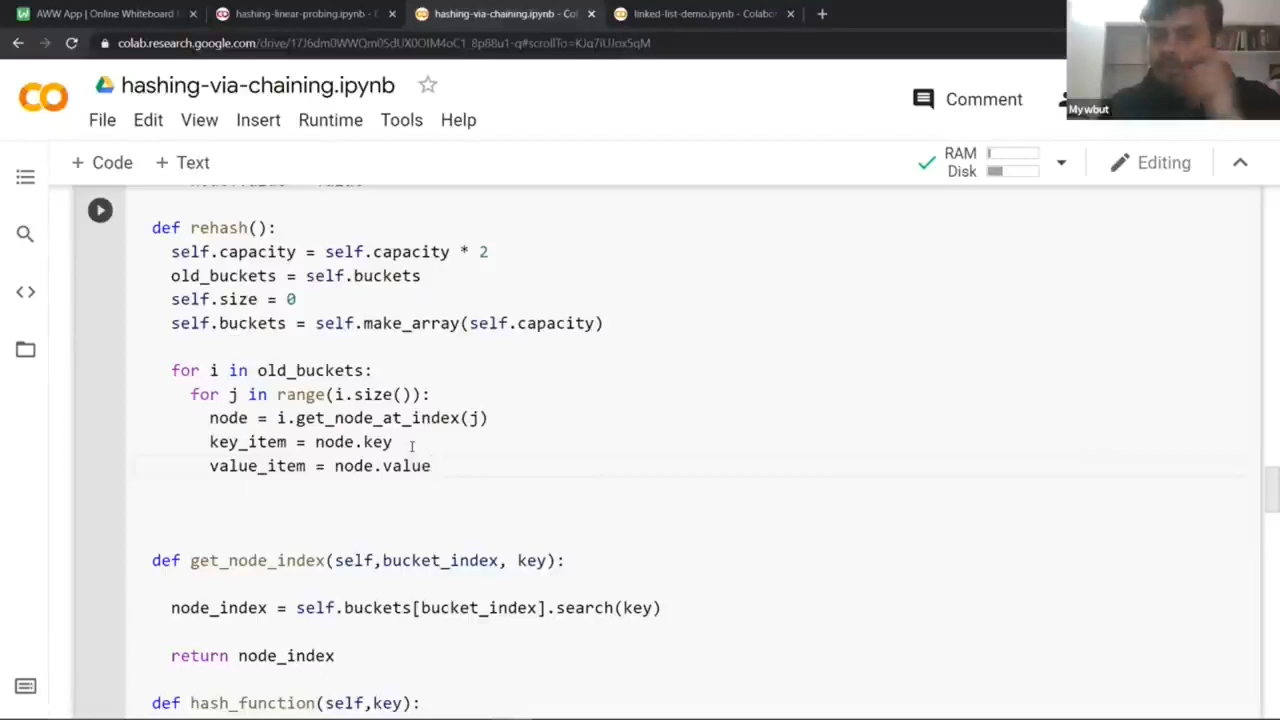 AWW App | Online Whiteboard
hashing-linear-probing.ipynb -
hashing-via-chaining.ipynb - Col
linked-list-demo.ipynb - Colabo
hashing-via-chaining.ipynb
Mywbut
File Edit View Insert Runtime Tools Help
Comment
+ Code + Text
RAM
Disk
Editing
def rehash():
self.capacity = self.capacity * 2
old_buckets = self.buckets
self.size = 0
self.buckets = self.make_array(self.capacity)
for i in old_buckets:
for j in range(i.size()):
node = i.get_node_at_index(j)
key_item = node.key
value_item = node.value
def get_node_index(self,bucket_index, key):
node_index = self.buckets[bucket_index].search(key)
return node_index
def hash_function(self,key):